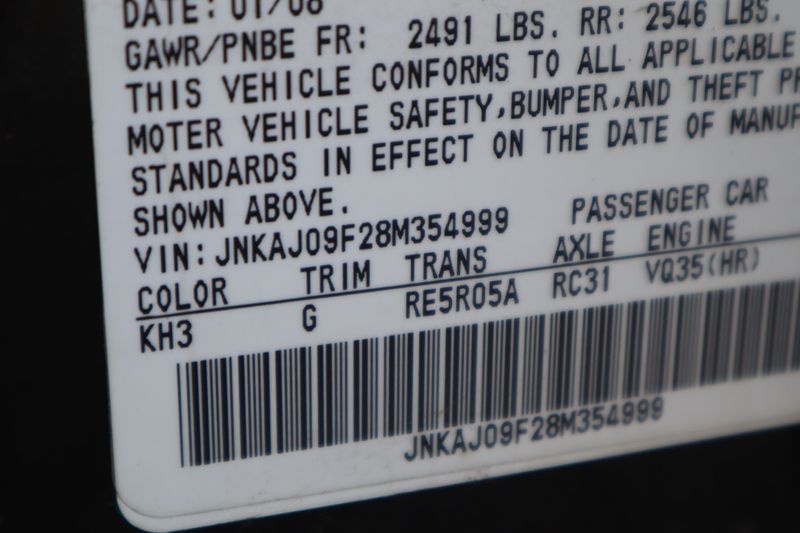 DATE: 01/08
GAWR/PNBE FR: 2491 LBS. RR: 2546 LBS.
THIS VEHICLE CONFORMS TO ALL APPLICABLE
MOTER VEHICLE SAFETY,BUMPER,AND THEFT PR
STANDARDS IN EFFECT ON THE DATE OF MANUF
SHOWN ABOVE.
VIN:JNKAJ09F28M354999 PASSENGER CAR
COLOR TRIM TRANS AXLE ENGINE
KH3 G RE5R05A RC31 VQ35(HR)
JNKAJ09F28M354999